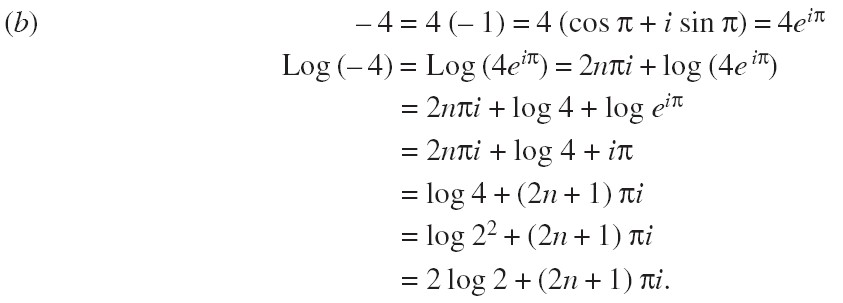 (b) – 4 = 4 (– 1) = 4 (cos π + i sin π) = 4e^{iπ}
Log (– 4) = Log (4e^{iπ}) = 2nπi + log (4e^{iπ})
= 2nπi + log 4 + log e^{iπ}
= 2nπi + log 4 + iπ
= log 4 + (2n + 1) πi
= log 2² + (2n + 1) πi
= 2 log 2 + (2n + 1) πi.